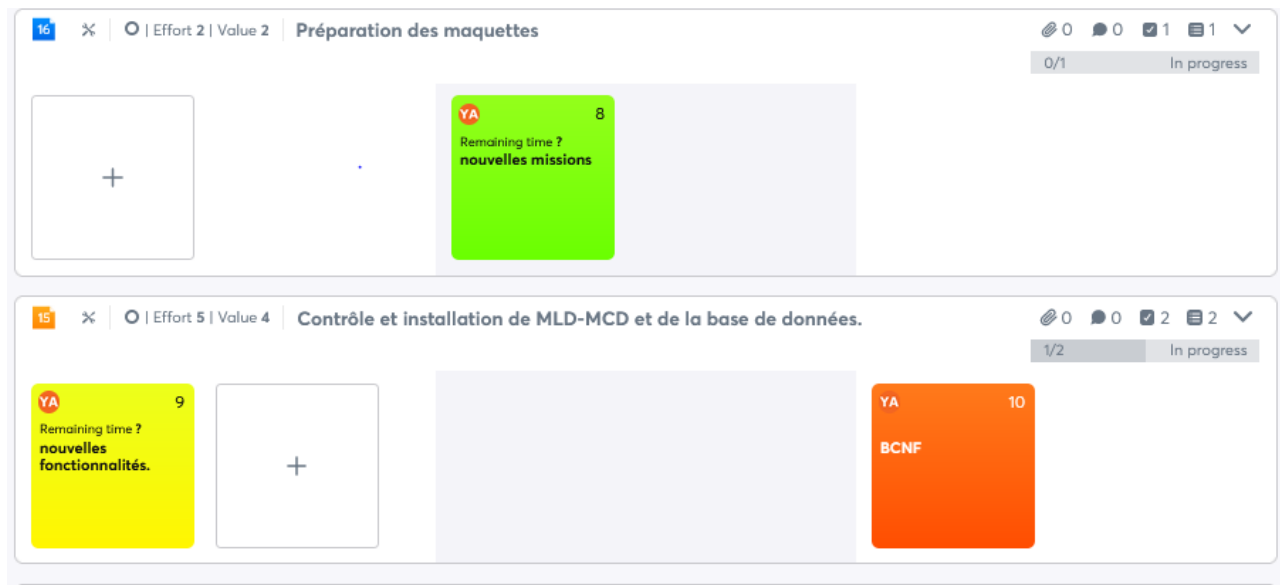 16 | Effort 2 | Value 2 Préparation des maquettes 0 0 1 1
0/1 In progress
YA 8
Remaining time ?
nouvelles missions
+
15 | Effort 5 | Value 4 Contrôle et installation de MLD-MCD et de la base de données. 0 0 2 2
1/2 In progress
YA 9
Remaining time ?
nouvelles
fonctionnalités.
+
YA 10
BCNF